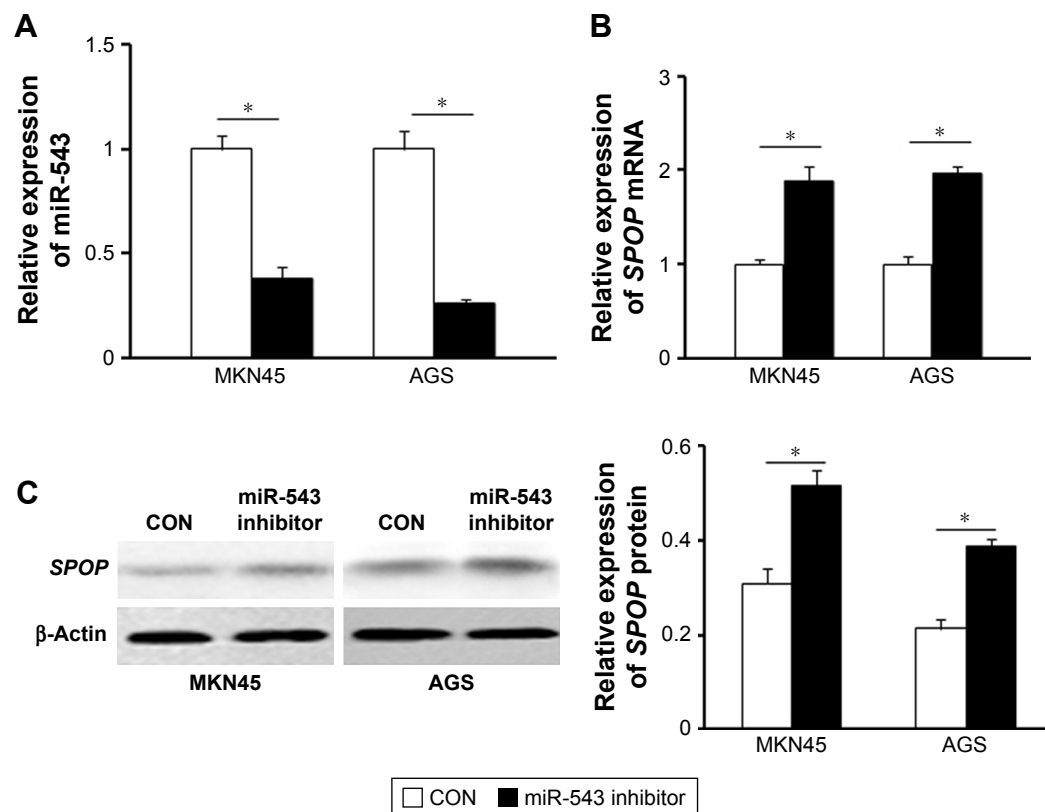 A
Relative expression
of miR-543
1.5
1
0.5
0
*
*
MKN45
AGS
B
Relative expression
of SPOP mRNA
3
2
1
0
*
*
MKN45
AGS
C
CON
miR-543
inhibitor
CON
miR-543
inhibitor
SPOP
β-Actin
MKN45
AGS
Relative expression
of SPOP protein
0.6
0.4
0.2
0
*
*
MKN45
AGS
CON miR-543 inhibitor